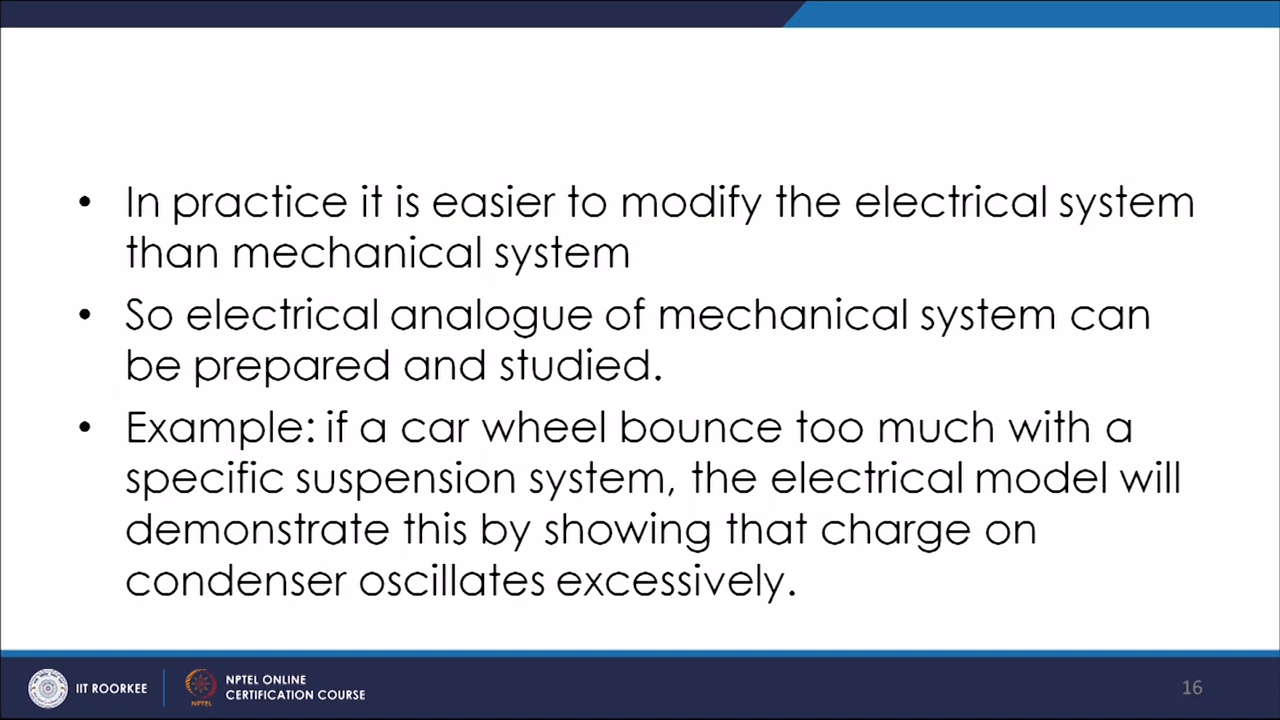 • In practice it is easier to modify the electrical system
than mechanical system
• So electrical analogue of mechanical system can
be prepared and studied.
• Example: if a car wheel bounce too much with a
specific suspension system, the electrical model will
demonstrate this by showing that charge on
condenser oscillates excessively.
IIT ROORKEE
NPTEL
NPTEL ONLINE
CERTIFICATION COURSE
16